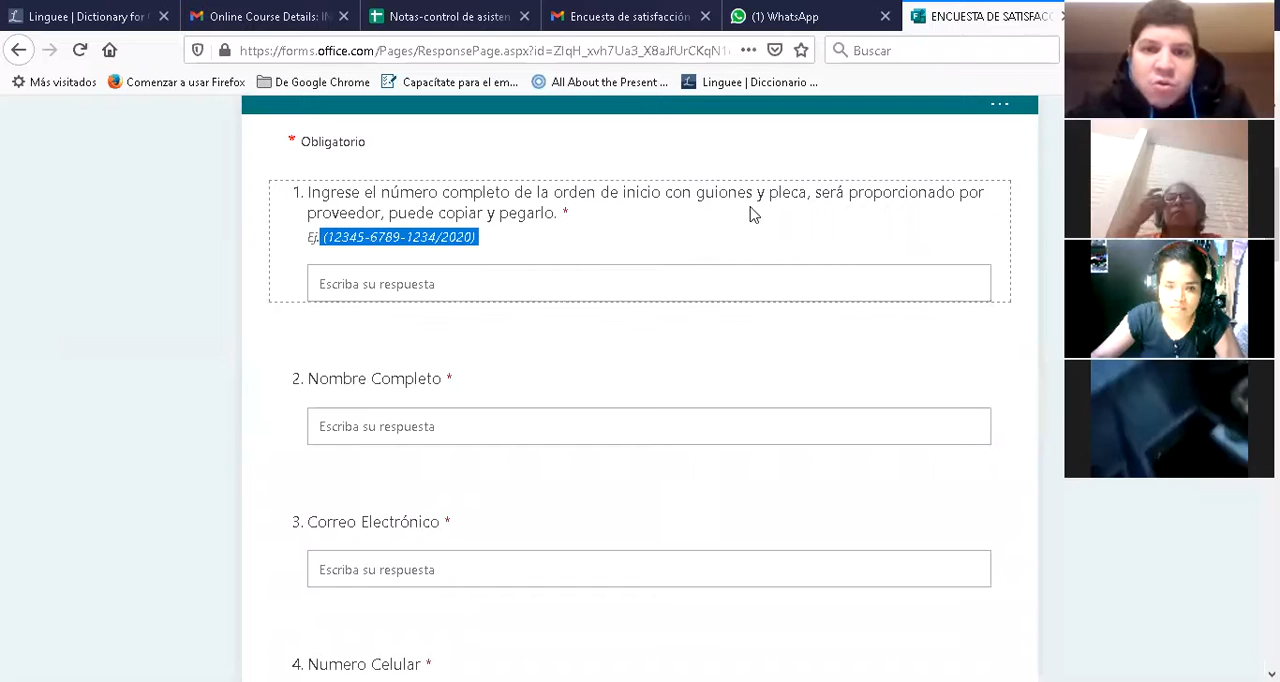 Linguee | Dictionary for
Online Course Details: IN
Notas-control de asisten
Encuesta de satisfacción
(1) WhatsApp
ENCUESTA DE SATISFACC
https://forms.office.com/Pages/ResponsePage.aspx?id=ZIqH_xvh7Ua3_X8aJfUrCKqN1
Buscar
Más visitados
Comenzar a usar Firefox
De Google Chrome
Capacítate para el em...
All About the Present ...
Linguee | Diccionario ...
* Obligatorio
1. Ingrese el número completo de la orden de inicio con guiones y pleca, será proporcionado por
proveedor, puede copiar y pegarlo. *
Ej. (12345-6789-1234/2020)
Escriba su respuesta
2. Nombre Completo *
Escriba su respuesta
3. Correo Electrónico *
Escriba su respuesta
4. Numero Celular *